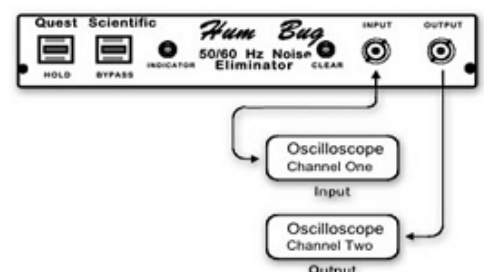 Quest Scientific
Hum Bug
INPUT
OUTPUT
HOLD
BYPASS
INDICATOR
50/60 Hz Noise
Eliminator
CLEAR
Oscilloscope
Channel One
Input
Oscilloscope
Channel Two
Output